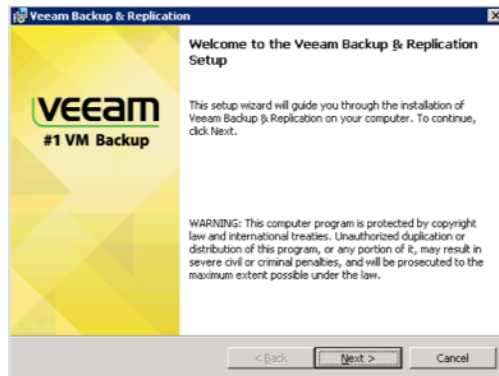 Veeam Backup & Replication
Welcome to the Veeam Backup & Replication
Setup
veeam
#1 VM Backup
This setup wizard will guide you through the installation of
Veeam Backup & Replication on your computer. To continue,
click Next.
WARNING: This computer program is protected by copyright
law and international treaties. Unauthorized duplication or
distribution of this program, or any portion of it, may result in
severe civil or criminal penalties, and will be prosecuted to the
maximum extent possible under the law.
< Back Next > Cancel